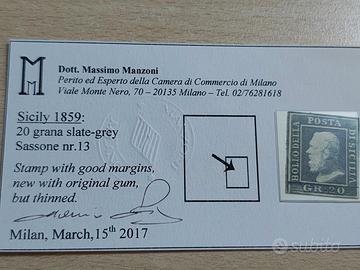 Dott. Massimo Manzoni
Perito ed Esperto della Camera di Commercio di Milano
Viale Monte Nero, 70 – 20135 Milano - Tel. 02/76281618
Sicily 1859:
20 grana slate-grey
Sassone nr.13
Stamp with good margins,
new with original gum,
but thinned.
Milan, March,15th 2017
POSTA
BOLLO DELLA
DI SICILIA
GR.20
subito